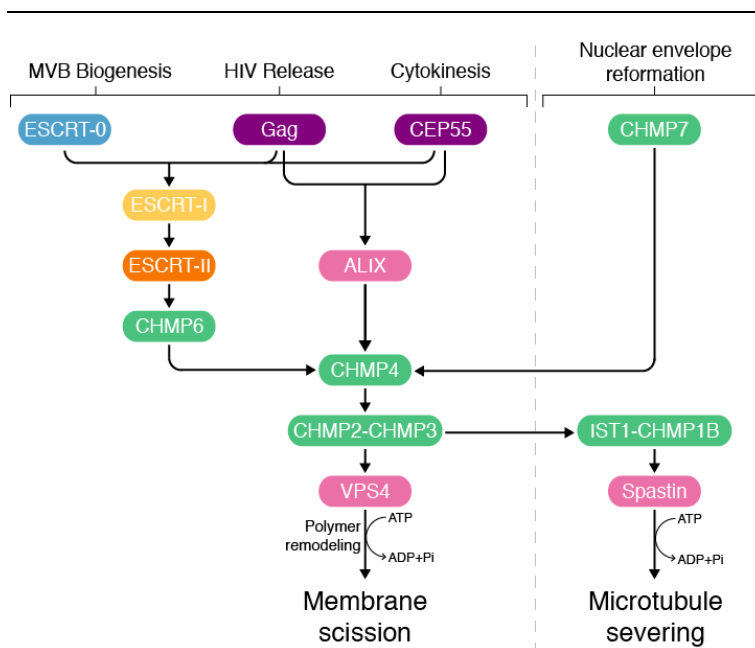 Nuclear envelope
reformation
MVB Biogenesis
HIV Release
Cytokinesis
ESCRT-0
Gag
CEP55
CHMP7
ESCRT-I
ESCRT-II
ALIX
CHMP6
CHMP4
CHMP2-CHMP3
IST1-CHMP1B
VPS4
Spastin
Polymer
remodeling
ATP
ADP+Pi
ATP
ADP+Pi
Membrane
scission
Microtubule
severing